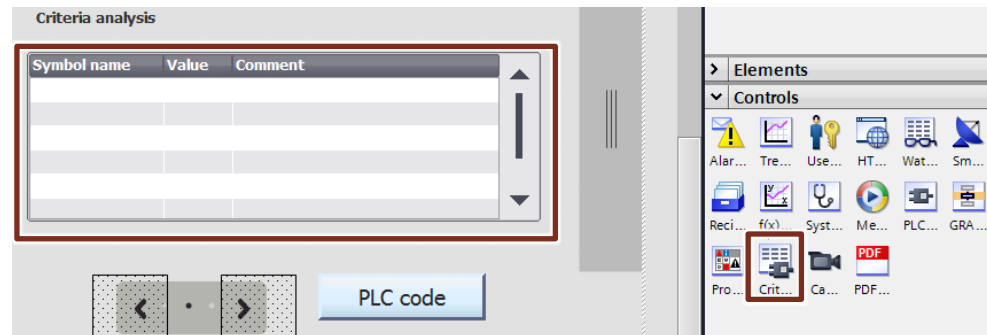 Criteria analysis
Symbol name Value Comment
PLC code
Elements
Controls
Alar... Tre... Use... HT... Wat... Sm...
Reci... f(x)... Syst... Me... PLC... GRA...
PDF
Pro... Crit... Ca... PDF...